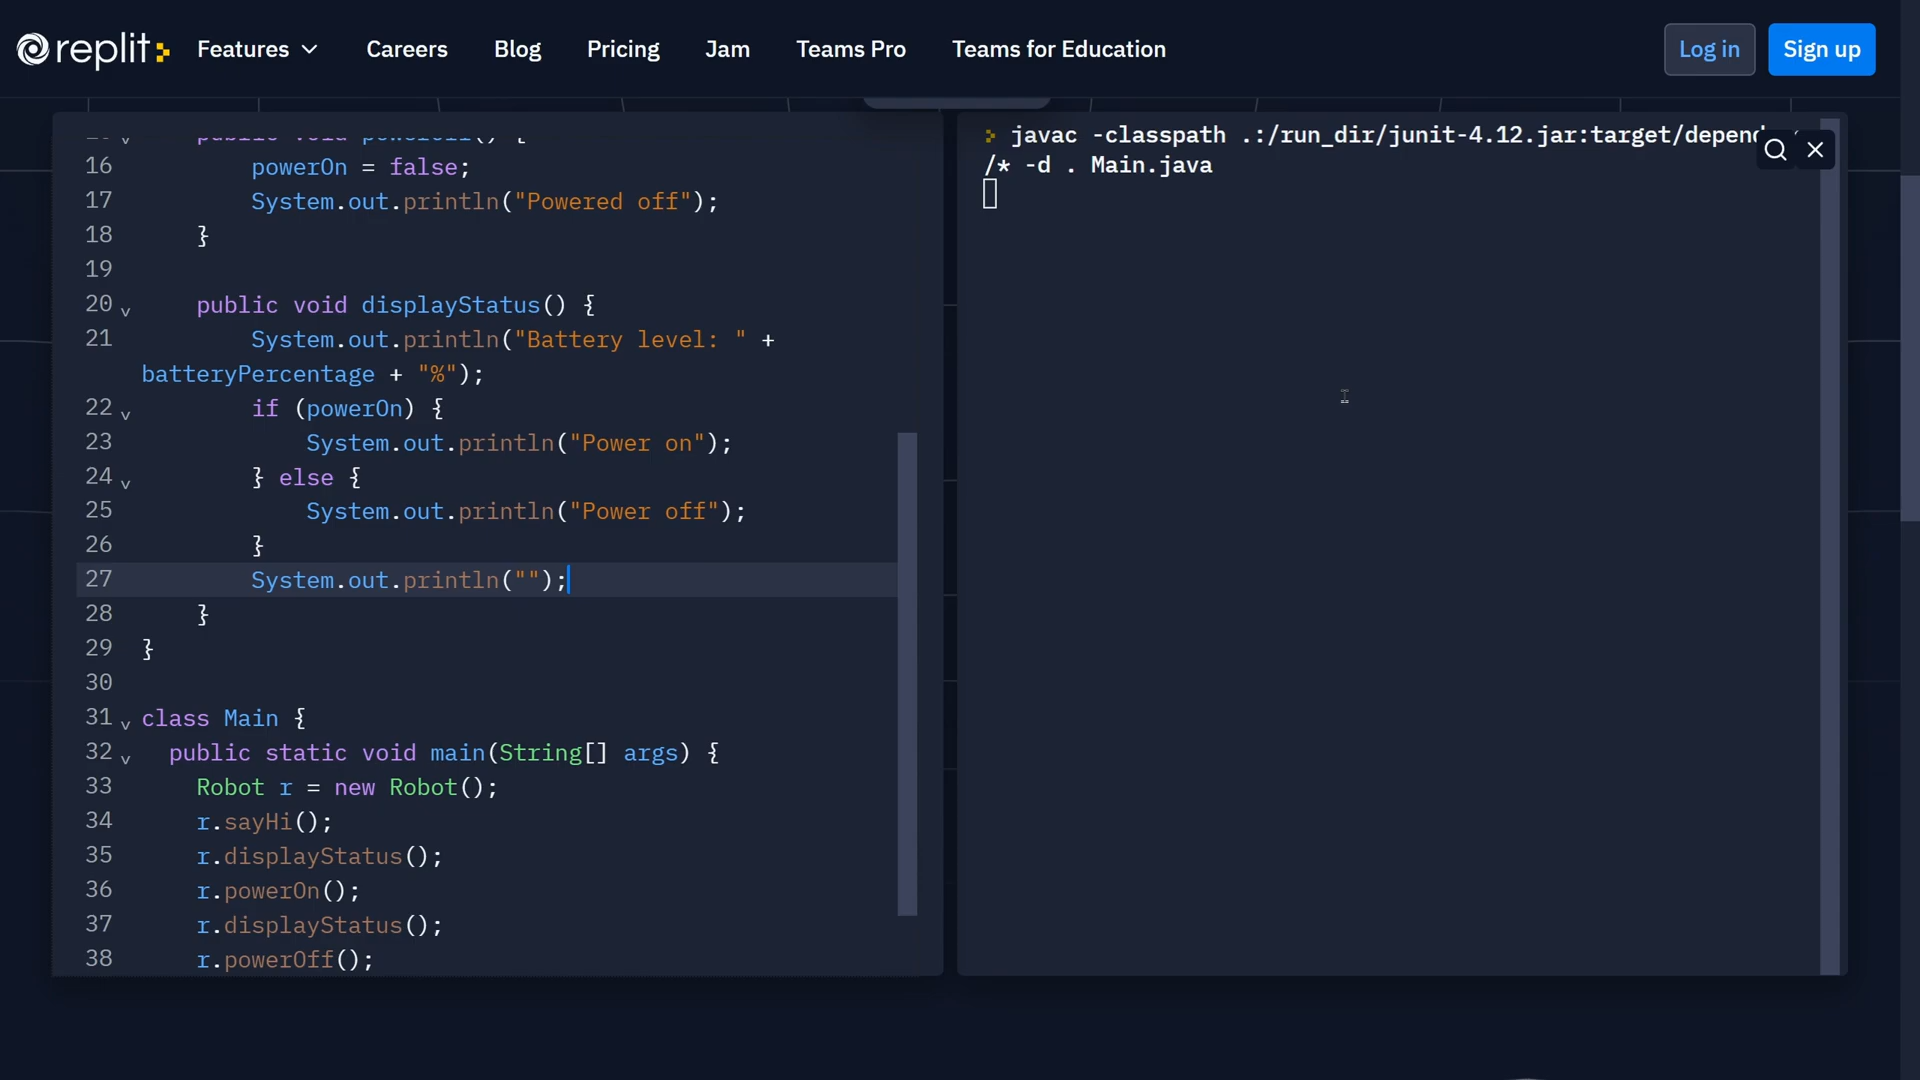 replit
Features
Careers
Blog
Pricing
Jam
Teams Pro
Teams for Education
Log in
Sign up
16 powerOn = false;
17 System.out.println("Powered off");
18 }
19
20 public void displayStatus() {
21 System.out.println("Battery level: " +
batteryPercentage + "%");
22 if (powerOn) {
23 System.out.println("Power on");
24 } else {
25 System.out.println("Power off");
26 }
27 System.out.println("");
28 }
29 }
30
31 class Main {
32 public static void main(String[] args) {
33 Robot r = new Robot();
34 r.sayHi();
35 r.displayStatus();
36 r.powerOn();
37 r.displayStatus();
38 r.powerOff();
javac -classpath .:/run_dir/junit-4.12.jar:target/depend
/* -d . Main.java